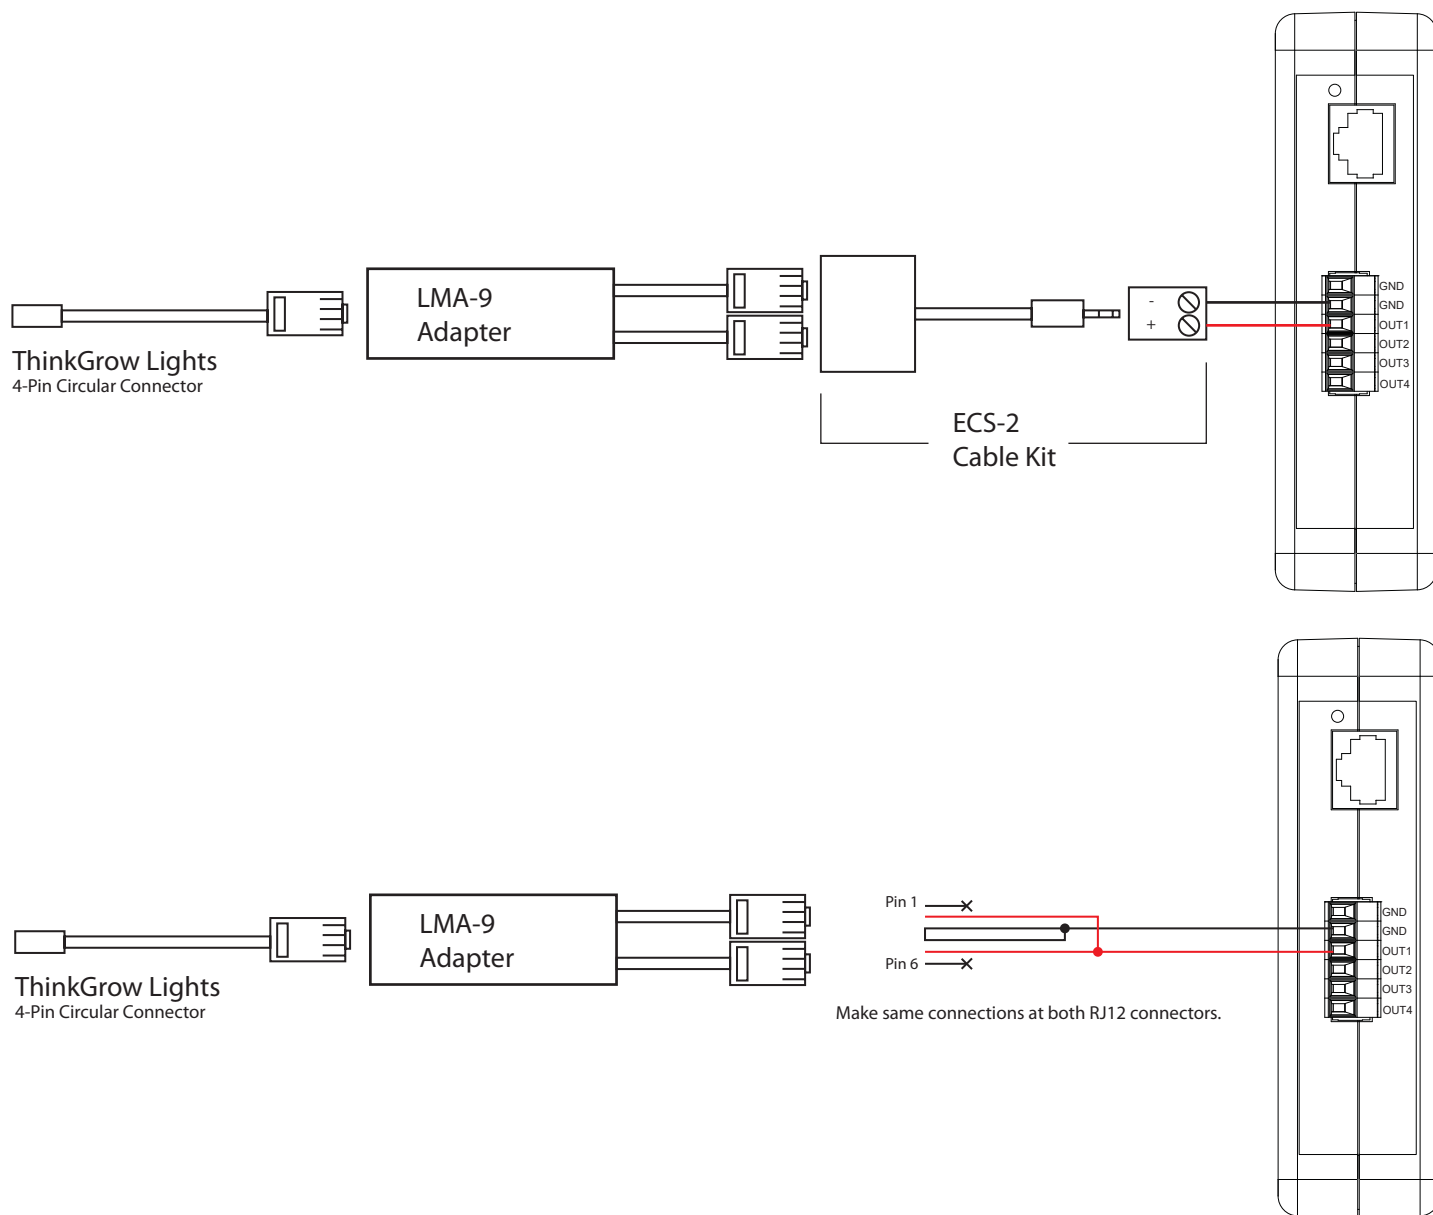 GND
GND
OUT1
OUT2
OUT3
OUT4
LMA-9
Adapter
-
+
ThinkGrow Lights
4-Pin Circular Connector
ECS-2
Cable Kit
Pin 1
Pin 6
LMA-9
Adapter
GND
GND
OUT1
OUT2
OUT3
OUT4
ThinkGrow Lights
4-Pin Circular Connector
Make same connections at both RJ12 connectors.